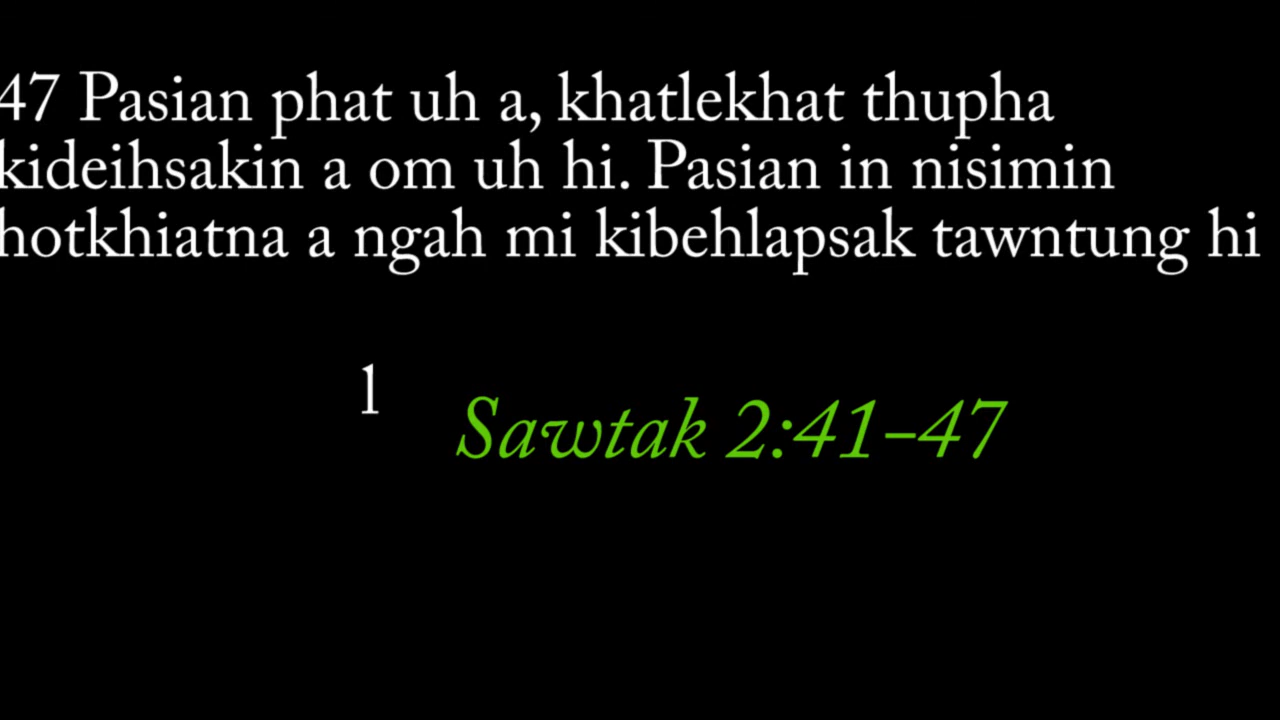 47 Pasian phat uh a, khatlekhat thupha
kideihsakin a om uh hi. Pasian in nisimin
hotkhiatna a ngah mi kibehlapsak tawntung hi
1
Sawtak 2:41-47